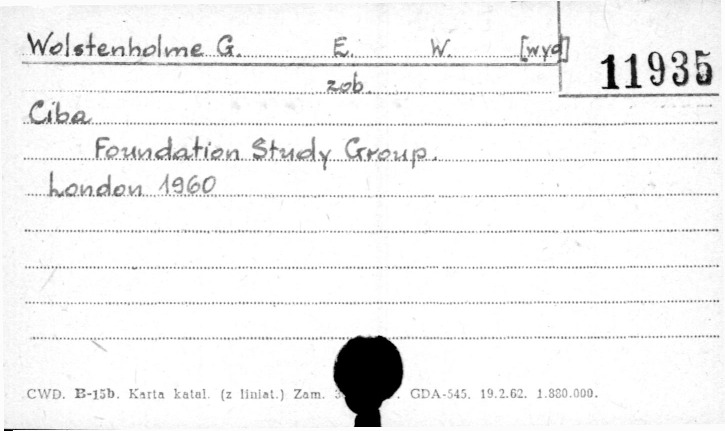 Wolstenholme G. E. W. [wyd]
11935
zob.
Ciba
Foundation Study Group.
London 1960
CWD. B-15b. Karta katal. (z liniat.) Zam. GDA-545. 19.2.62. 1.880.000.